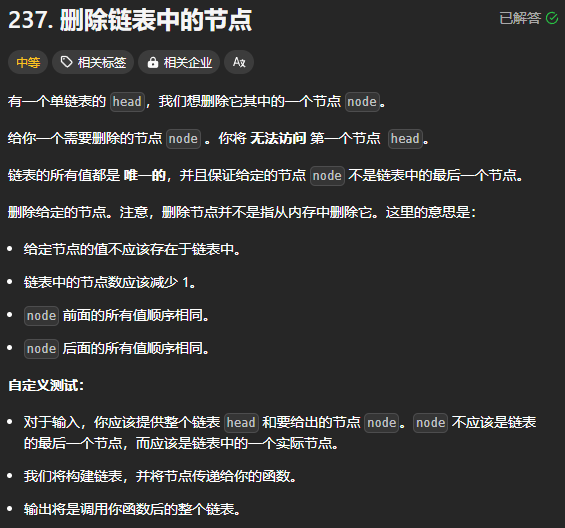 237. 删除链表中的节点
已解答
中等 相关标签 相关企业 Aズ
有一个单链表的 head，我们想删除它其中的一个节点 node。
给你一个需要删除的节点 node 。你将 无法访问 第一个节点 head。
链表的所有值都是 唯一的，并且保证给定的节点 node 不是链表中的最后一个节点。
删除给定的节点。注意，删除节点并不是指从内存中删除它。这里的意思是：
给定节点的值不应该存在于链表中。
链表中的节点数应该减少 1。
node 前面的所有值顺序相同。
node 后面的所有值顺序相同。
自定义测试：
对于输入，你应该提供整个链表 head 和要给出的节点 node。node 不应该是链表
的最后一个节点，而应该是链表中的一个实际节点。
我们将构建链表，并将节点传递给你的函数。
输出将是调用你函数后的整个链表。